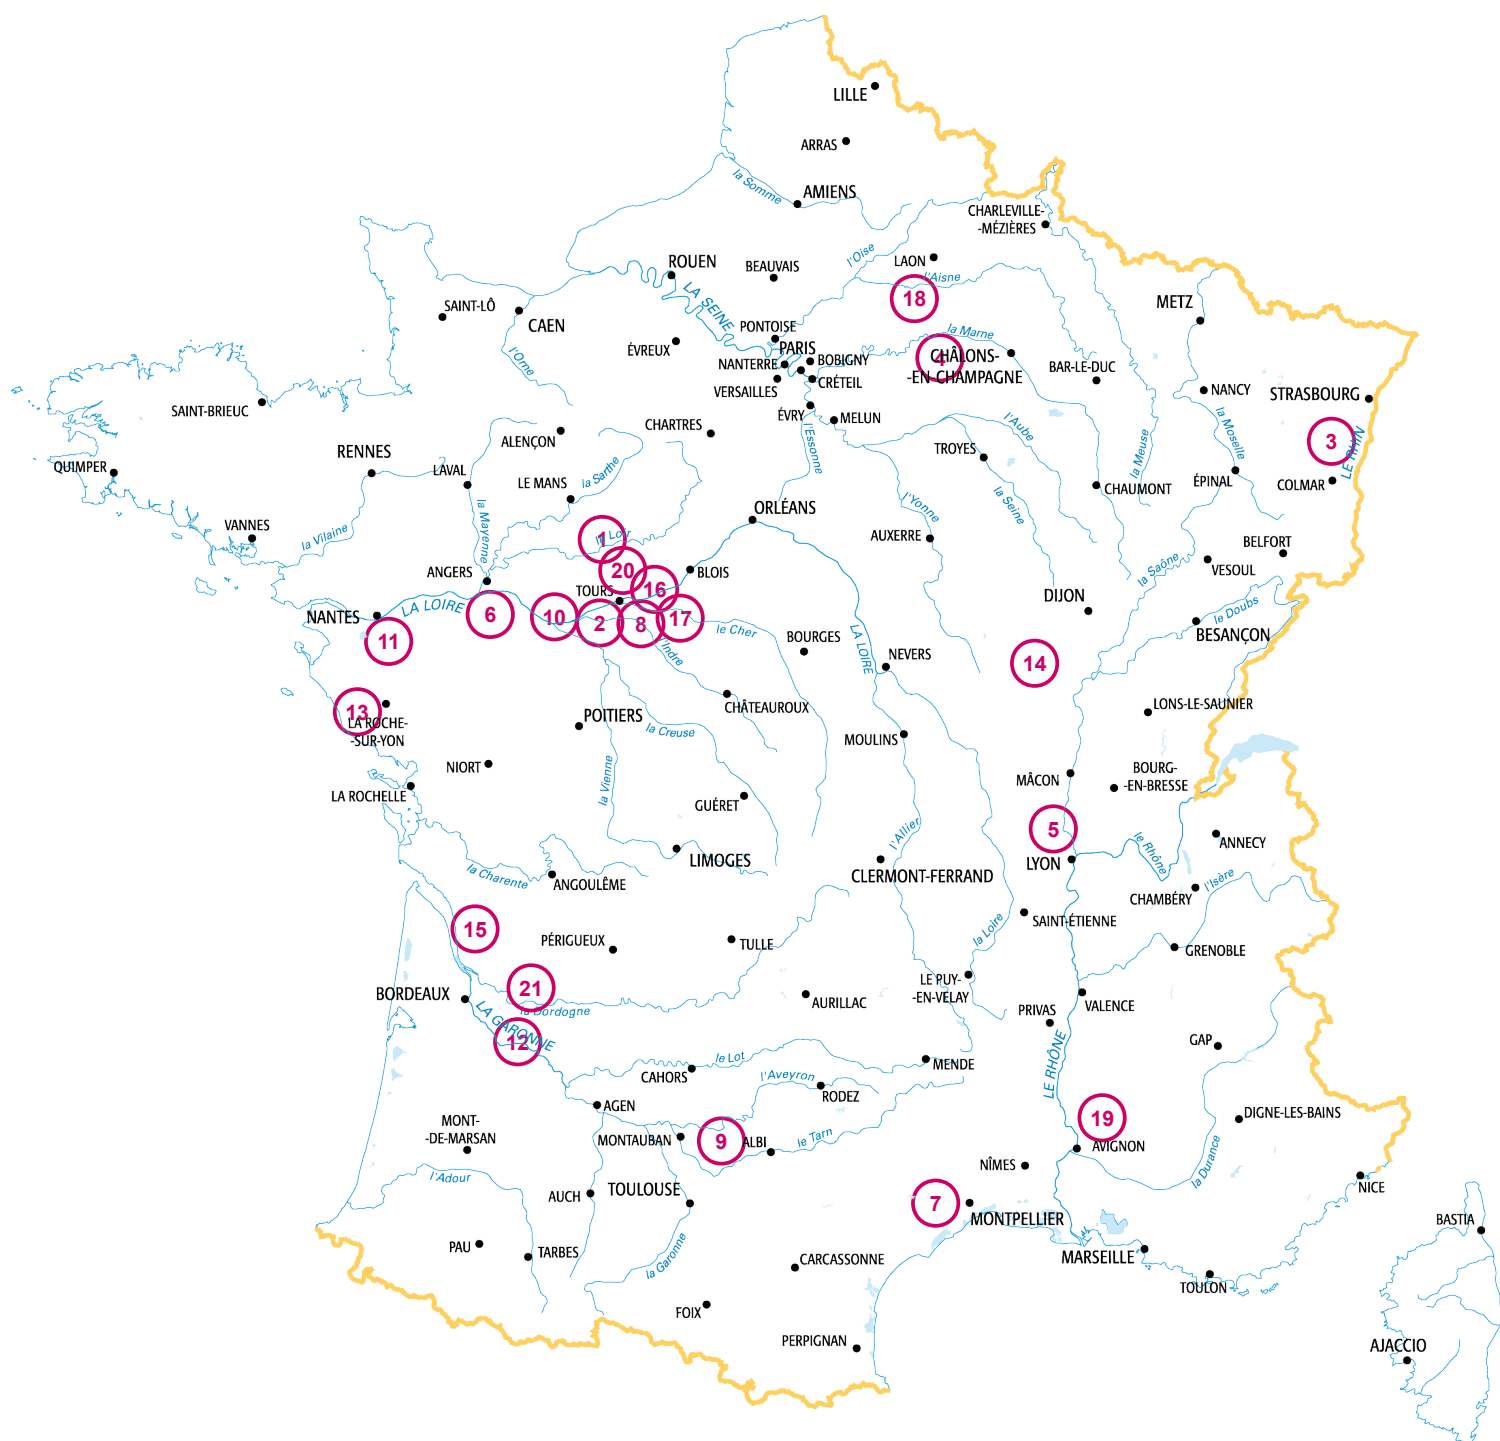 LILLE
ARRAS
la Somme
AMIENS
CHARLEVILLE-
-MÉZIÈRES
l'Oise
ROUEN
BEAUVAIS
LAON
l'Aisne
18
LA SEINE
METZ
SAINT-LÔ
CAEN
PONTOISE
la Marne
l'Orne
ÉVREUX
PARIS
NANTERRE
BOBIGNY
4
CHÂLONS-
-EN-CHAMPAGNE
BAR-LE-DUC
VERSAILLES
CRÉTEIL
NANCY
STRASBOURG
SAINT-BRIEUC
ÉVRY
MELUN
CHARTRES
l'Essonne
l'Aube
la Moselle
3
LE RHIN
ALENÇON
TROYES
RENNES
LAVAL
la Sarthe
la Meuse
QUIMPER
LE MANS
ÉPINAL
COLMAR
CHAUMONT
la Seine
l'Yonne
ORLÉANS
VANNES
la Vilaine
la Mayenne
1
le Loir
AUXERRE
BELFORT
ANGERS
20
BLOIS
la Saône
VESOUL
TOURS
16
DIJON
NANTES
LA LOIRE
6
10
2
8
17
le Cher
le Doubs
BESANÇON
11
BOURGES
LA LOIRE
l'Indre
NEVERS
14
13
LA ROCHE-
-SUR-YON
CHÂTEAUROUX
LONS-LE-SAUNIER
POITIERS
la Creuse
MOULINS
NIORT
la Vienne
MÂCON
BOURG-
-EN-BRESSE
LA ROCHELLE
GUÉRET
5
l'Allier
le Rhône
ANNECY
LIMOGES
LYON
la Charente
ANGOULÊME
CLERMONT-FERRAND
CHAMBÉRY
l'Isère
15
PÉRIGUEUX
TULLE
la Loire
SAINT-ÉTIENNE
GRENOBLE
21
LE PUY-
-EN-VELAY
BORDEAUX
la Dordogne
AURILLAC
PRIVAS
VALENCE
LA GARONNE
12
GAP
le Lot
MENDE
LE RHÔNE
CAHORS
l'Aveyron
RODEZ
AGEN
19
DIGNE-LES-BAINS
MONT-
-DE-MARSAN
MONTAUBAN
9
ALBI
le Tarn
AVIGNON
la Durance
l'Adour
NÎMES
NICE
AUCH
TOULOUSE
7
MONTPELLIER
BASTIA
PAU
TARBES
la Garonne
CARCASSONNE
MARSEILLE
TOULON
FOIX
PERPIGNAN
AJACCIO